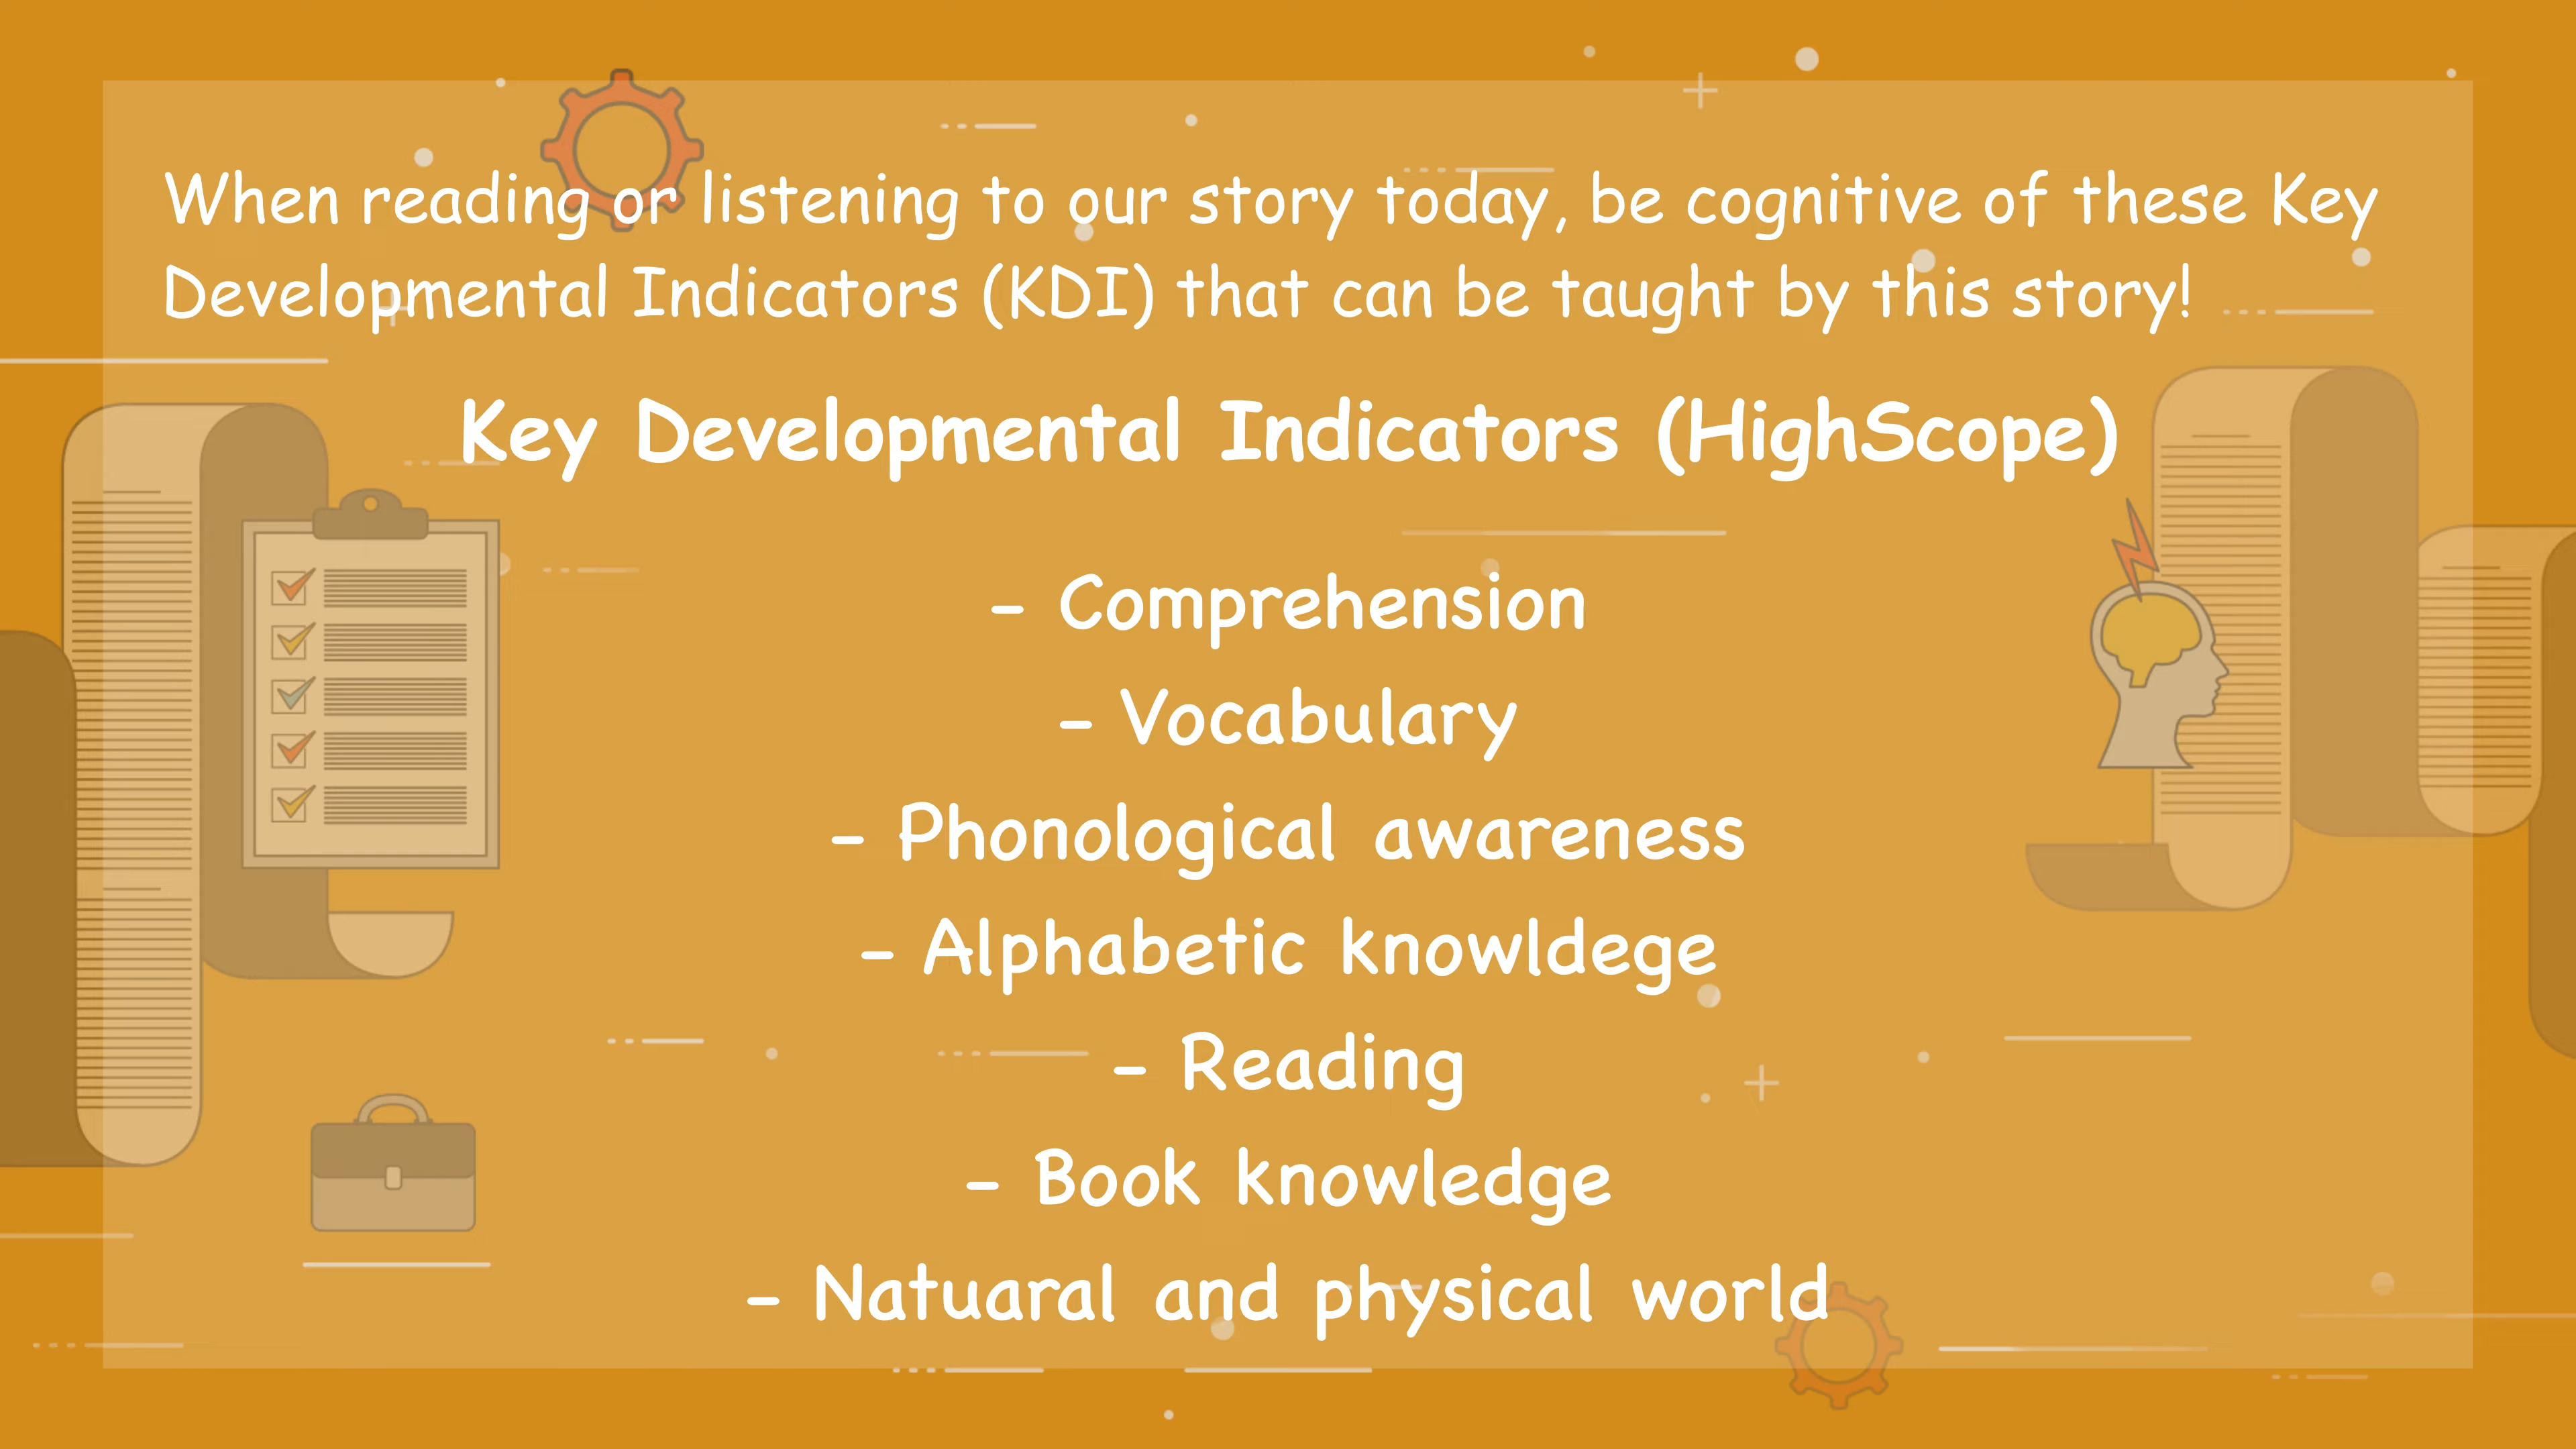 When reading or listening to our story today, be cognitive of these Key
Developmental Indicators (KDI) that can be taught by this story!
Key Developmental Indicators (HighScope)
- Comprehension
- Vocabulary
- Phonological awareness
- Alphabetic knowldege
- Reading
- Book knowledge
- Natuaral and physical world